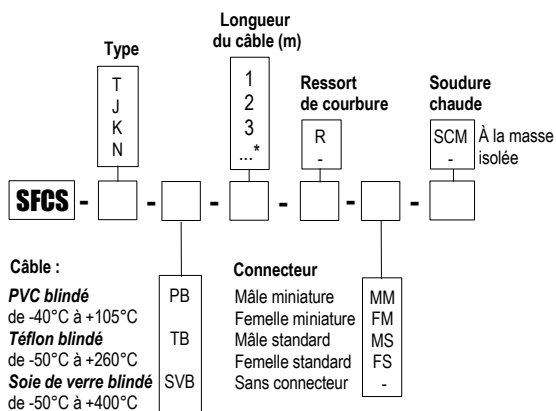 Longueur
du câble (m)
Type
1
2
3
...*
T
J
K
N
Ressort
de courbure
R
-
Soudure
chaude
SCM À la masse
- isolée
SFCS - - - - - -
Câble :
PVC blindé PB
de -40°C à +105°C
Téflon blindé TB
de -50°C à +260°C
Soie de verre blindé SVB
de -50°C à +400°C
Connecteur
Mâle miniature MM
Femelle miniature FM
Mâle standard MS
Femelle standard FS
Sans connecteur -